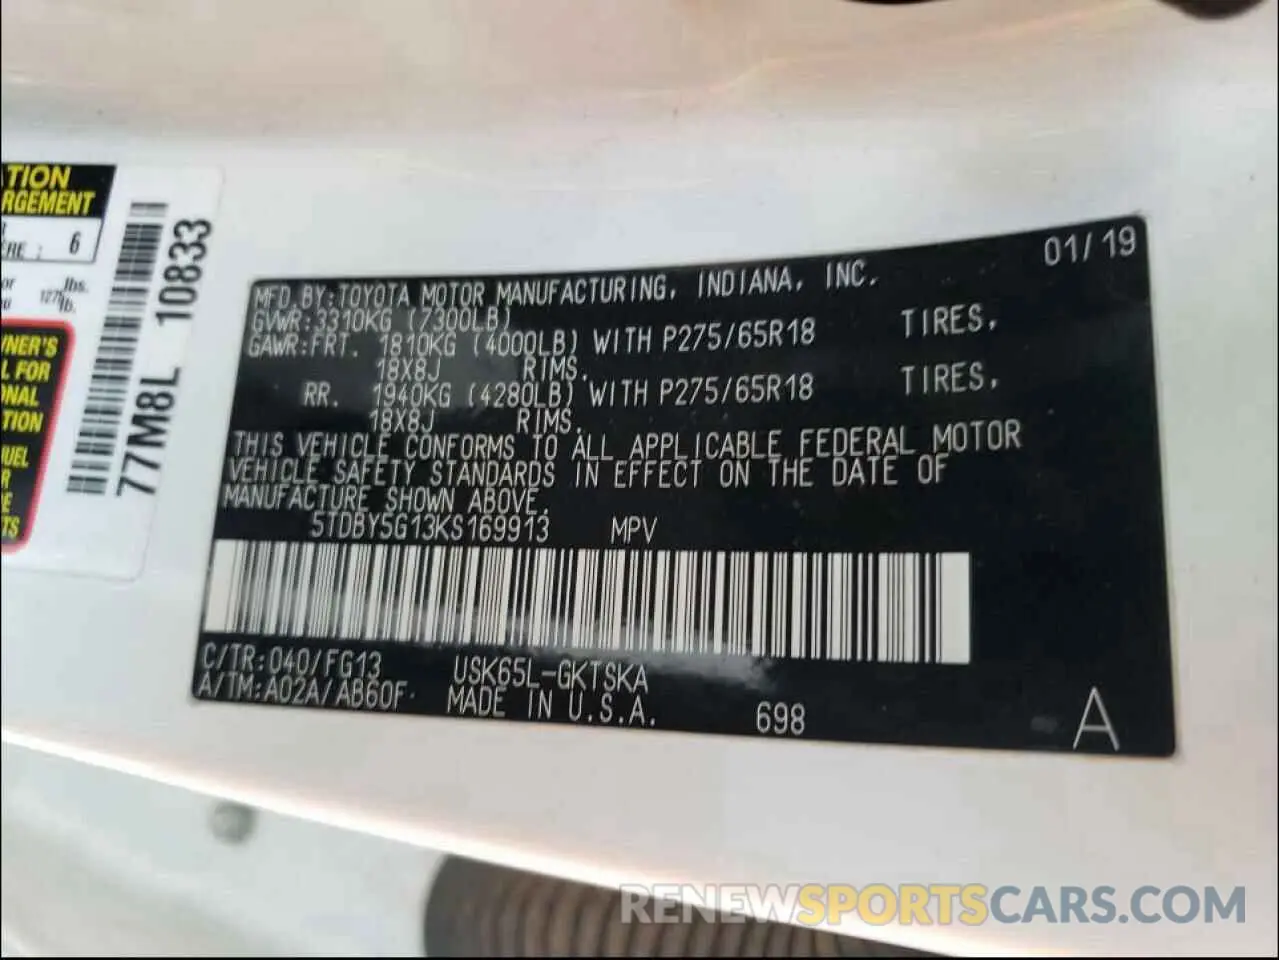 TION
RGEMENT
6
lbs.
lb.
NER'S
L FOR
NAL
TION
UEL
77M8L 10833
01/19
MFD.BY:TOYOTA MOTOR MANUFACTURING, INDIANA, INC.
GVWR:3310KG (7300LB)
GAWR:FRT. 1810KG (4000LB) WITH P275/65R18 TIRES,
18X8J RIMS.
RR. 1940KG (4280LB) WITH P275/65R18 TIRES,
18X8J RIMS.
THIS VEHICLE CONFORMS TO ALL APPLICABLE FEDERAL MOTOR
VEHICLE SAFETY STANDARDS IN EFFECT ON THE DATE OF
MANUFACTURE SHOWN ABOVE.
5TDBY5G13KS169913 MPV
C/TR:040/FG13 USK65L-GKTSKA
A/TM:A02A/AB60F MADE IN U.S.A. 698 A
RENEWSPORTSCARS.COM